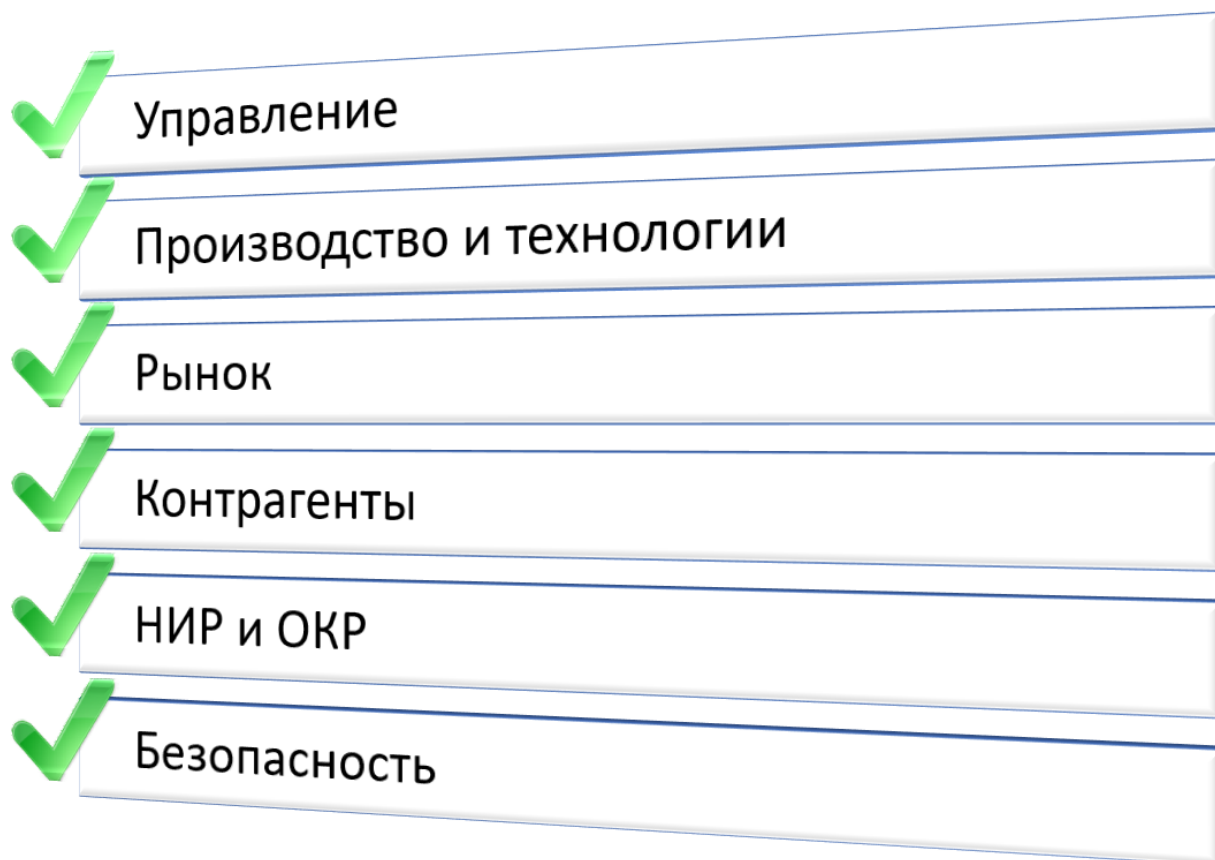 Управление
Производство и технологии
Рынок
Контрагенты
НИР и ОКР
Безопасность